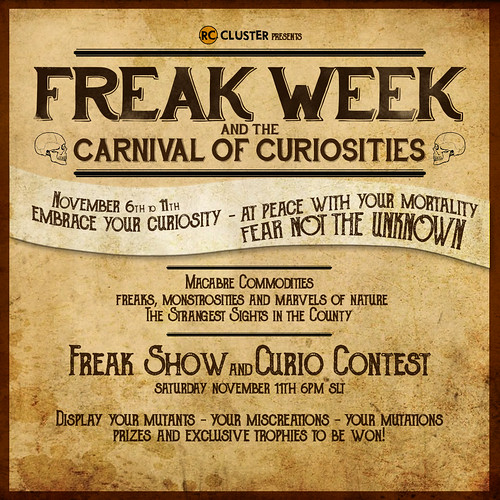 RC CLUSTER PRESENTS
FREAK WEEK
AND THE
CARNIVAL OF CURIOSITIES
NOVEMBER 6TH TO 11TH
EMBRACE YOUR CURIOSITY - AT PEACE WITH YOUR MORTALITY
FEAR NOT THE UNKNOWN
MACABRE COMMODITIES
FREAKS, MONSTROSITIES AND MARVELS OF NATURE
THE STRANGEST SIGHTS IN THE COUNTY
FREAK SHOW AND CURIO CONTEST
SATURDAY NOVEMBER 11TH 6PM SLT
DISPLAY YOUR MUTANTS - YOUR MISCREATIONS - YOUR MUTATIONS
PRIZES AND EXCLUSIVE TROPHIES TO BE WON!